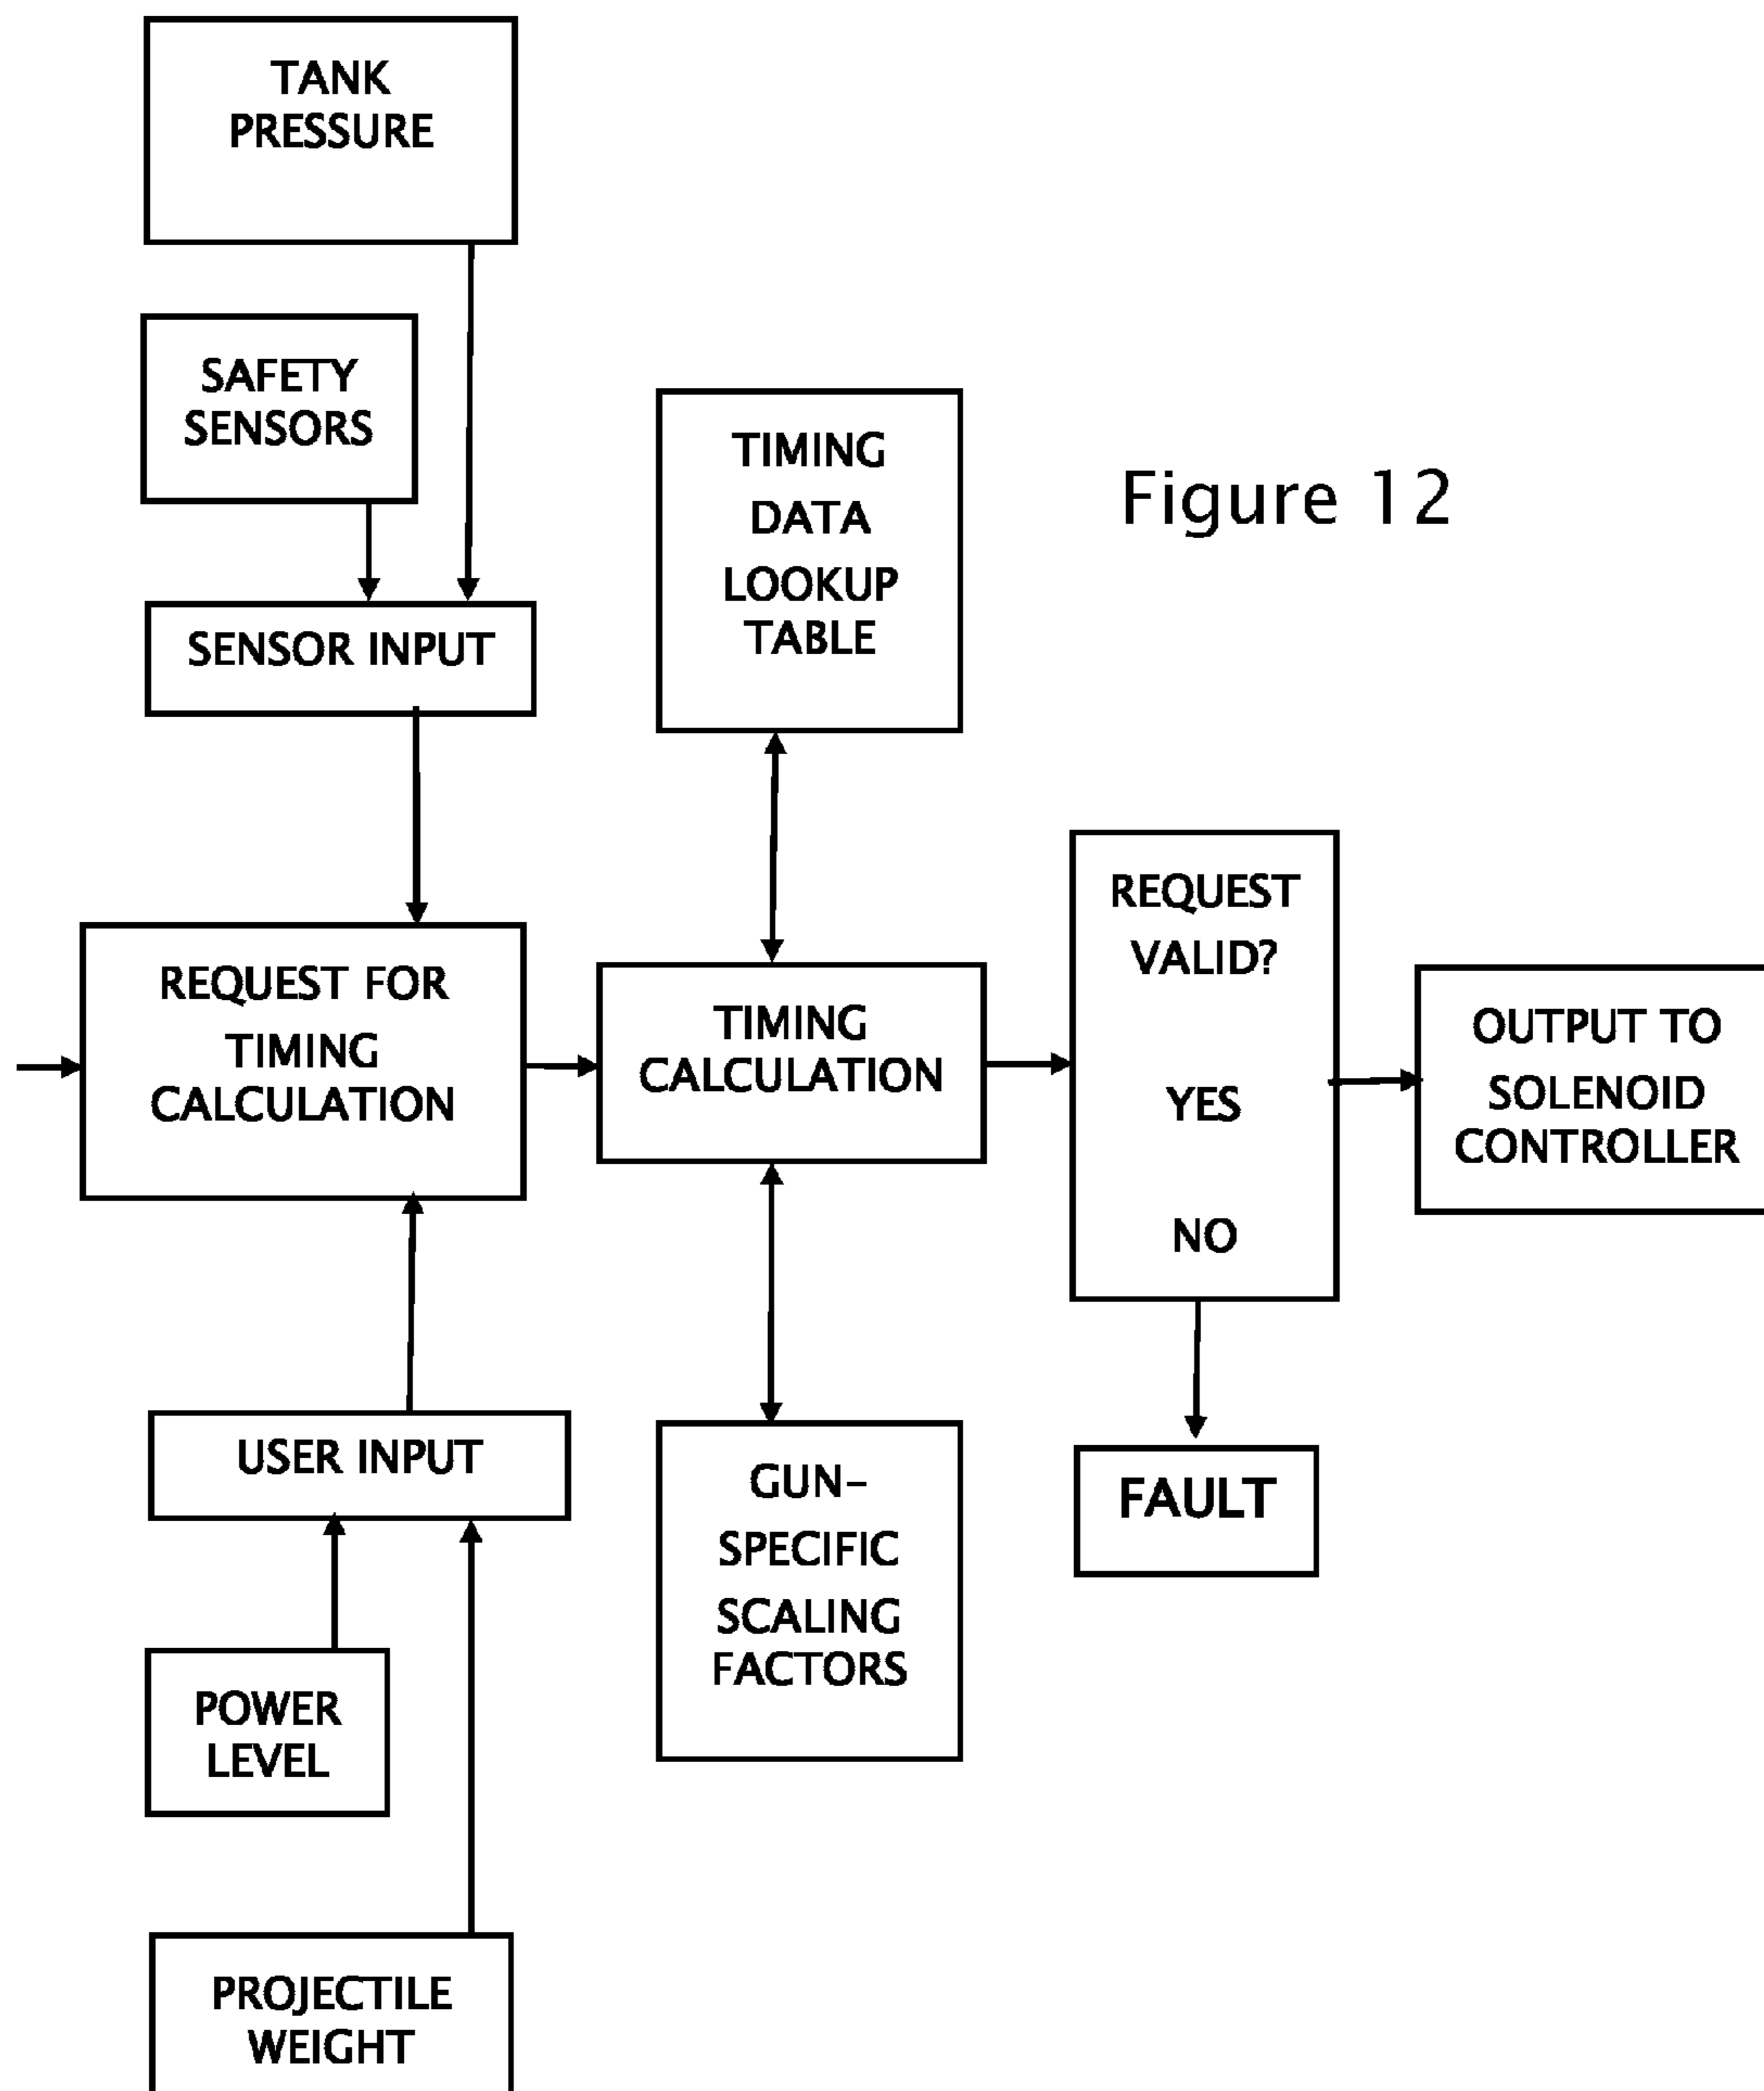 TANK
PRESSURE
SAFETY
SENSORS
SENSOR INPUT
TIMING
DATA
LOOKUP
TABLE
Figure 12
REQUEST FOR
TIMING
CALCULATION
TIMING
CALCULATION
REQUEST
VALID?
YES
NO
OUTPUT TO
SOLENOID
CONTROLLER
USER INPUT
GUN-
SPECIFIC
SCALING
FACTORS
FAULT
POWER
LEVEL
PROJECTILE
WEIGHT